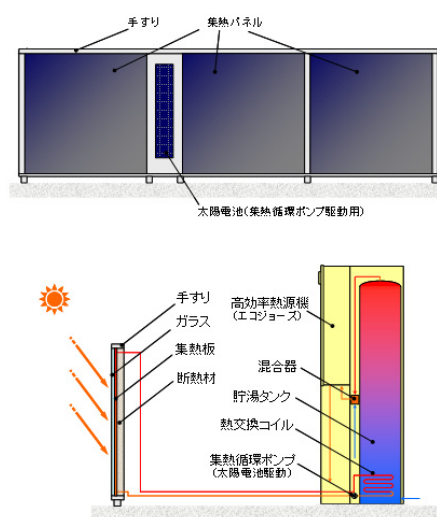 手すり
集熱パネル
太陽電池(集熱循環ポンプ駆動用)
手すり
ガラス
集熱板
断熱材
高効率熱源機
(エコジョーズ)
混合器
貯湯タンク
熱交換コイル
集熱循環ポンプ
(太陽電池駆動)